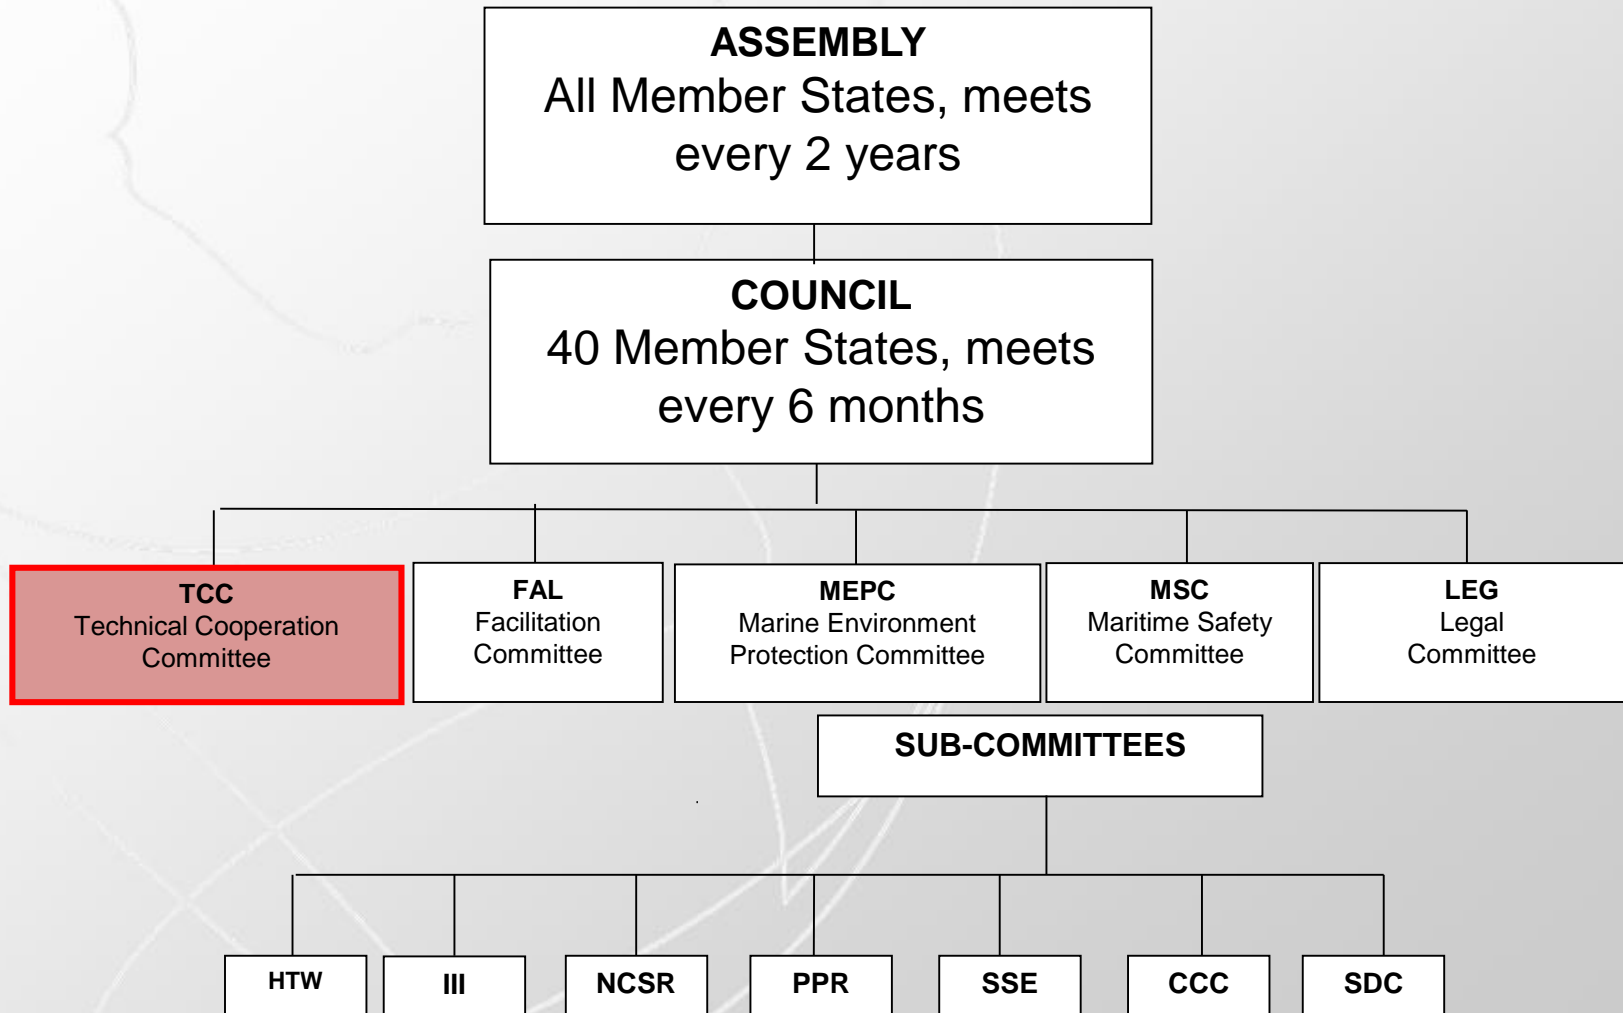 ASSEMBLY
All Member States, meets
every 2 years
COUNCIL
40 Member States, meets
every 6 months
TCC
Technical Cooperation
Committee
FAL
Facilitation
Committee
MEPC
Marine Environment
Protection Committee
MSC
Maritime Safety
Committee
LEG
Legal
Committee
SUB-COMMITTEES
HTW
III
NCSR
PPR
SSE
CCC
SDC